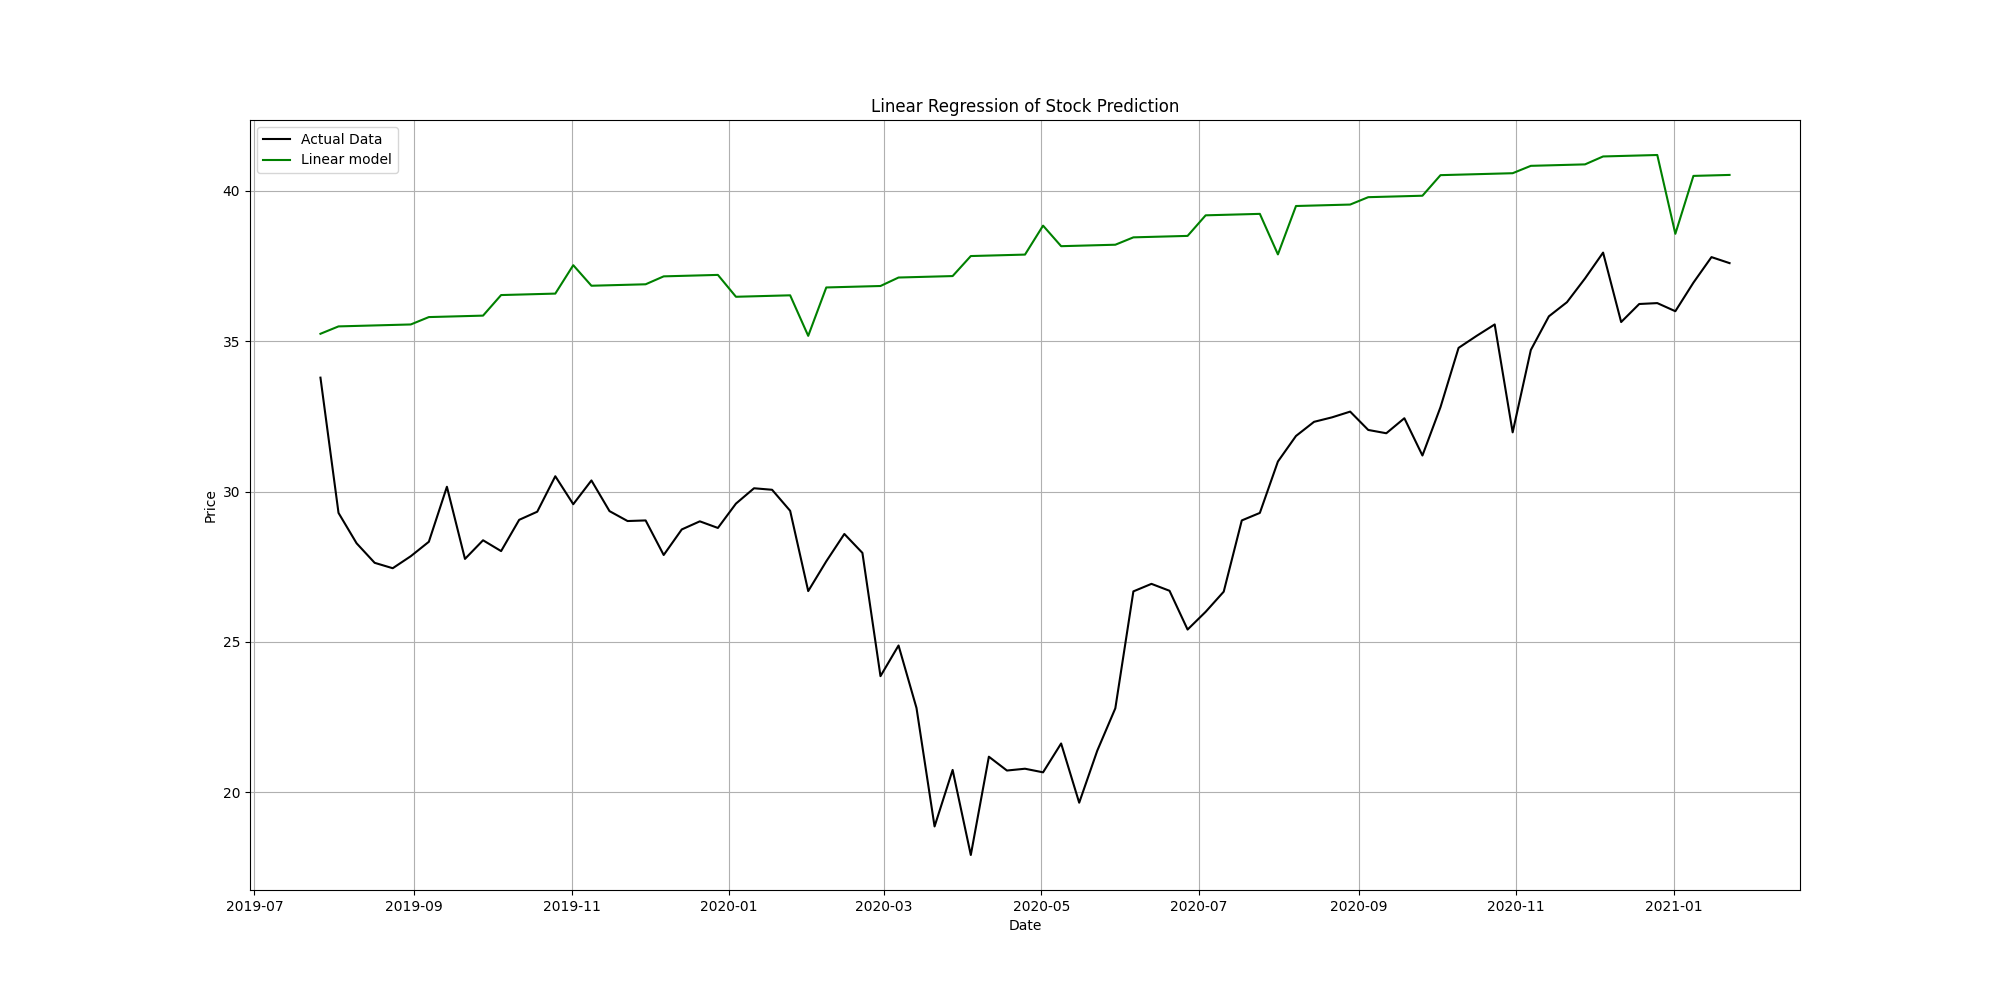 Linear Regression of Stock Prediction
Actual Data
Linear model
Price
40
35
30
25
20
2019-07 2019-09 2019-11 2020-01 2020-03 2020-05 2020-07 2020-09 2020-11 2021-01
Date